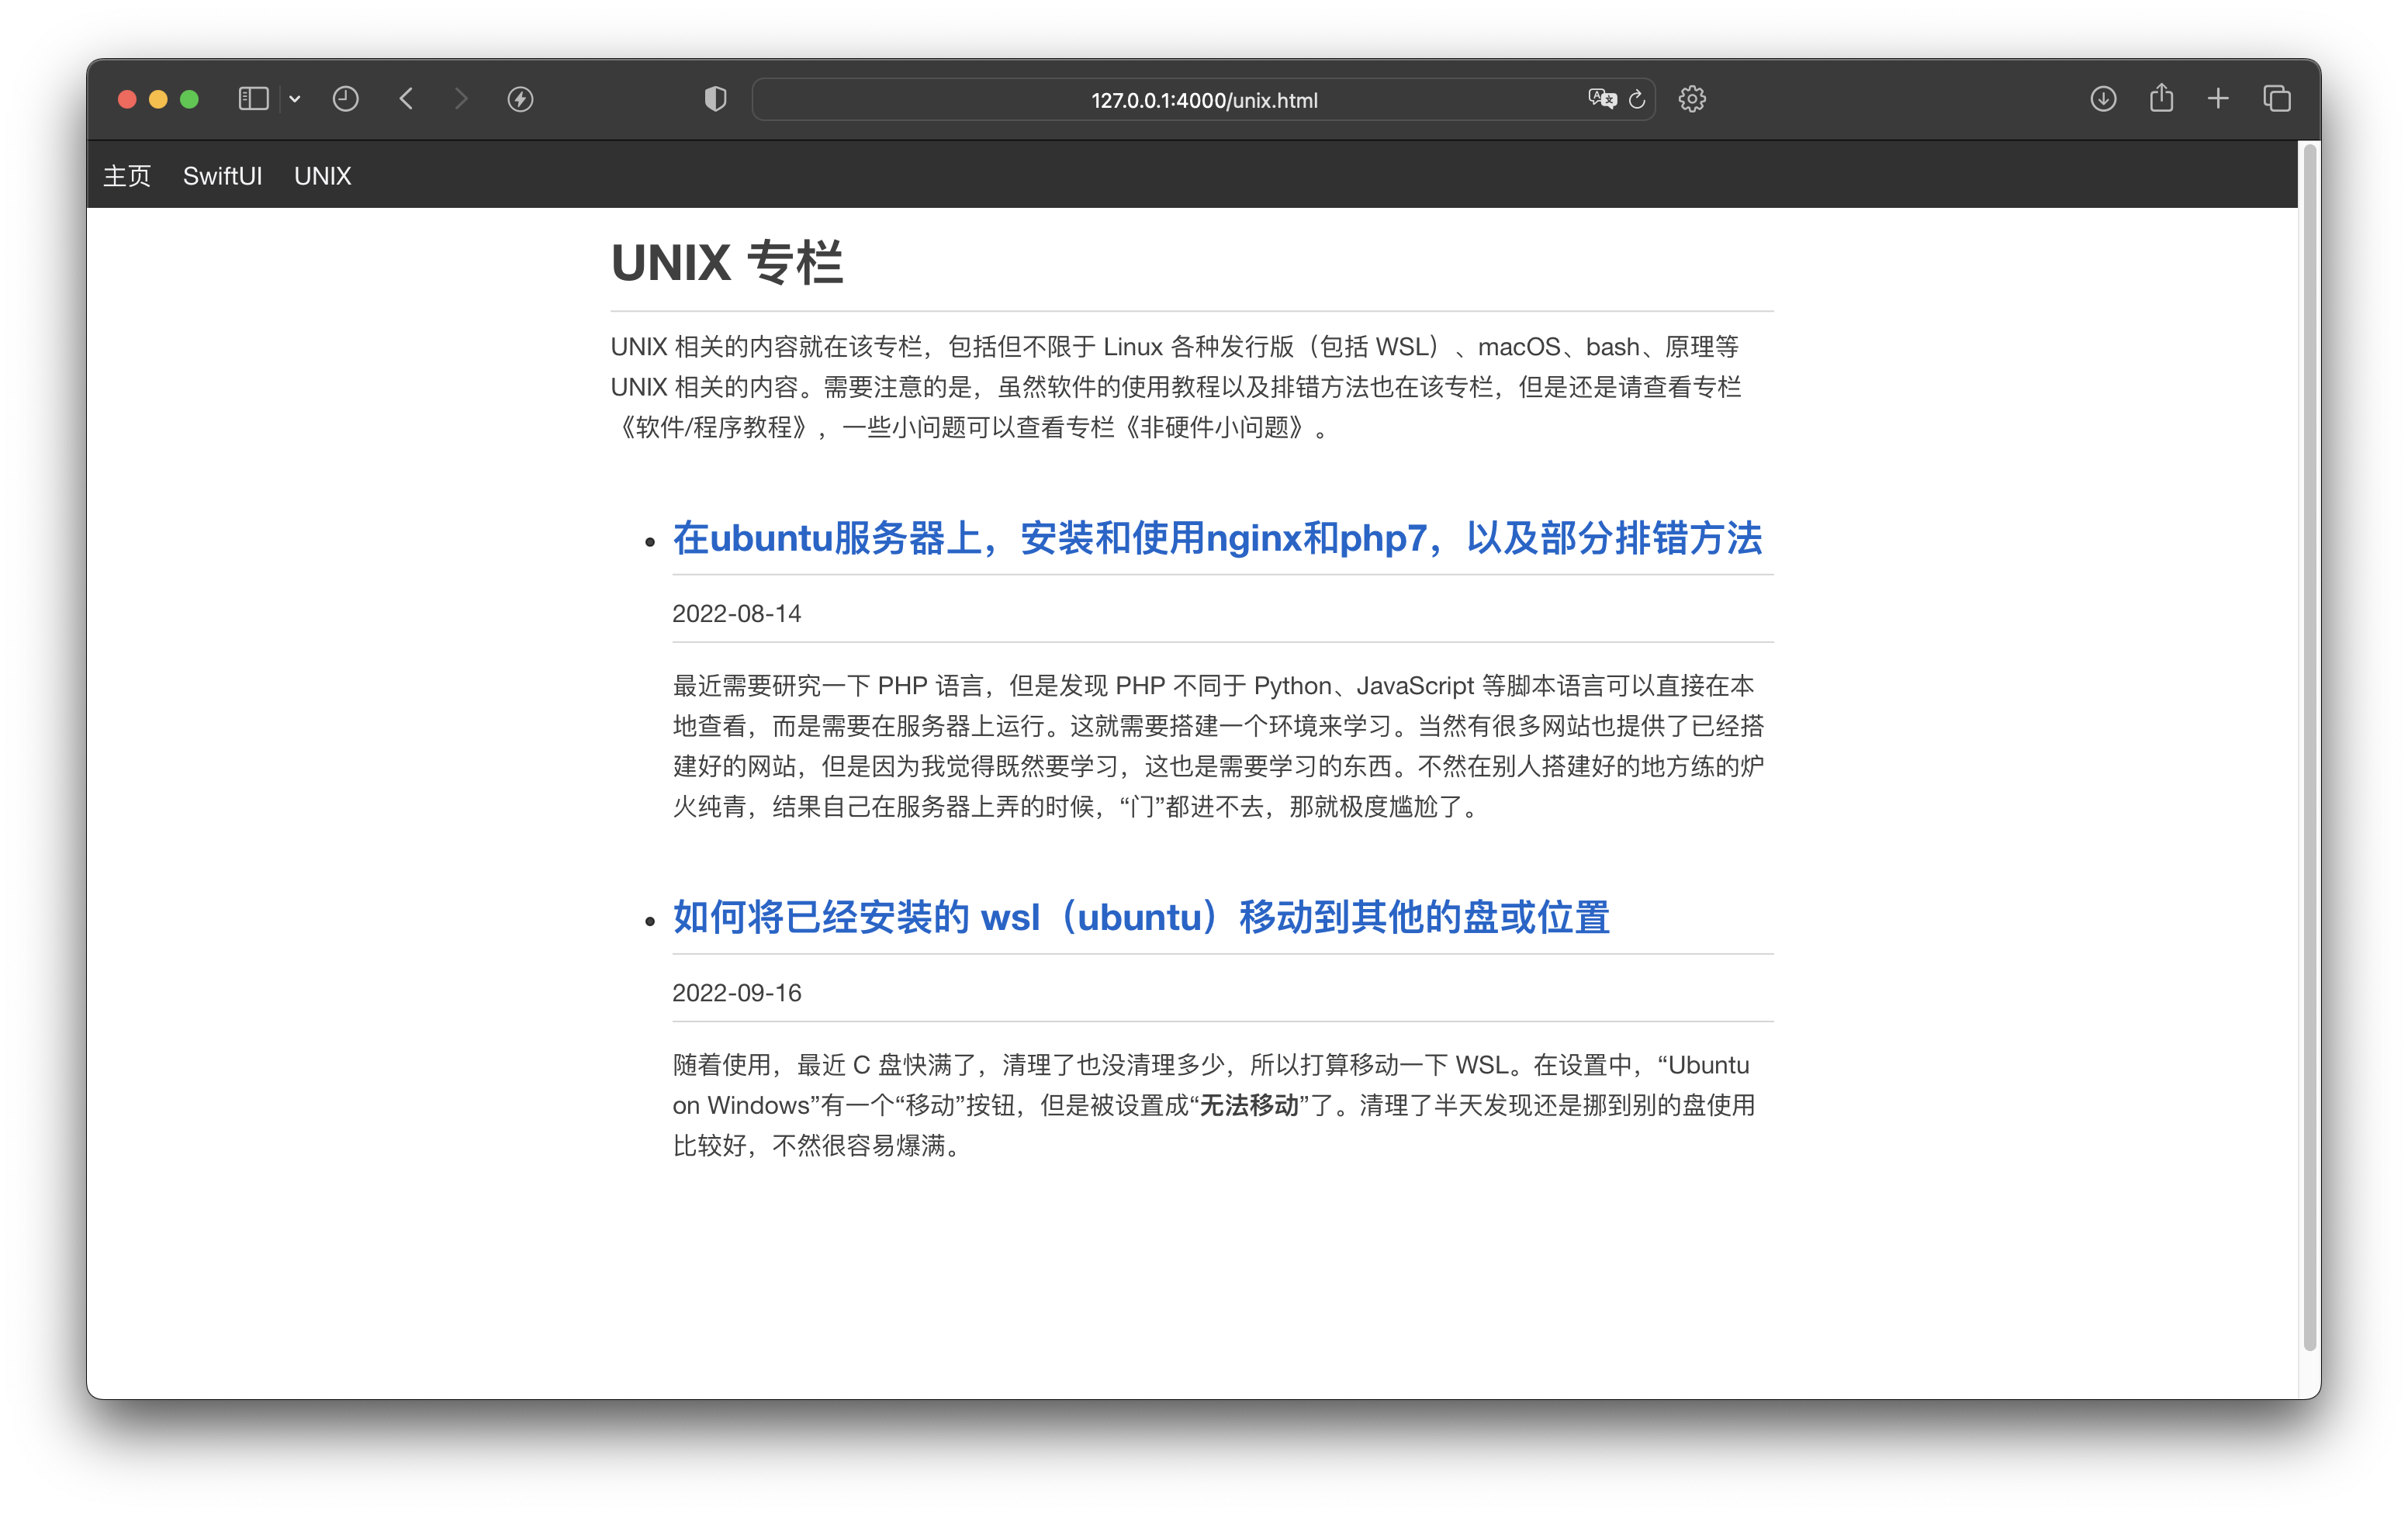 127.0.0.1:4000/unix.html
主页 SwiftUI UNIX
UNIX 专栏
UNIX 相关的内容就在该专栏，包括但不限于 Linux 各种发行版（包括 WSL）、macOS、bash、原理等
UNIX 相关的内容。需要注意的是，虽然软件的使用教程以及排错方法也在该专栏，但是还是请查看专栏
《软件/程序教程》，一些小问题可以查看专栏《非硬件小问题》。
在ubuntu服务器上，安装和使用nginx和php7，以及部分排错方法
2022-08-14
最近需要研究一下 PHP 语言，但是发现 PHP 不同于 Python、JavaScript 等脚本语言可以直接在本
地查看，而是需要在服务器上运行。这就需要搭建一个环境来学习。当然有很多网站也提供了已经搭
建好的网站，但是因为我觉得既然要学习，这也是需要学习的东西。不然在别人搭建好的地方练的炉
火纯青，结果自己在服务器上弄的时候，“门”都进不去，那就极度尴尬了。
如何将已经安装的 wsl（ubuntu）移动到其他的盘或位置
2022-09-16
随着使用，最近 C 盘快满了，清理了也没清理多少，所以打算移动一下 WSL。在设置中，“Ubuntu
on Windows”有一个“移动”按钮，但是被设置成“无法移动”了。清理了半天发现还是挪到别的盘使用
比较好，不然很容易爆满。